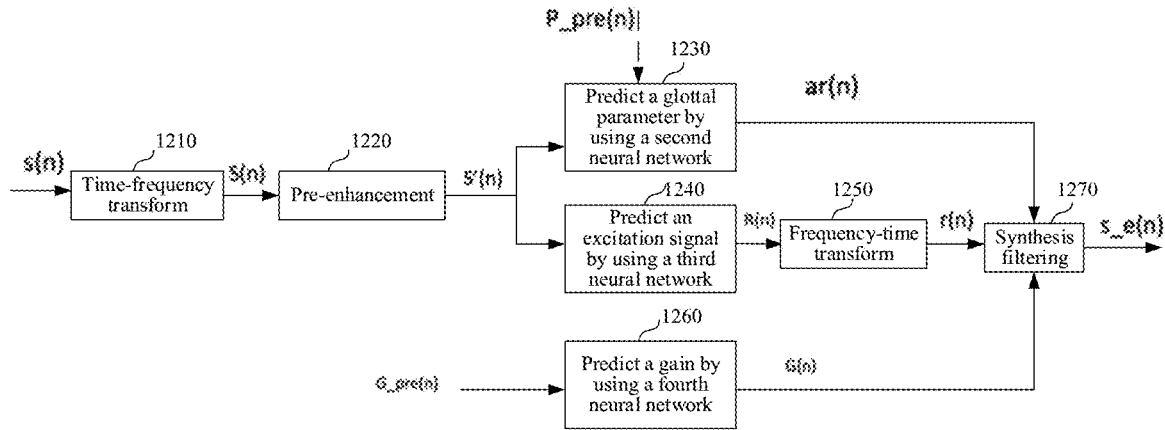 P_pre(n)
1230
Predict a glottal
parameter by
using a second
neural network
ar(n)
s(n)
1210
Time-frequency
transform
S(n)
1220
Pre-enhancement
S'(n)
1240
Predict an
excitation signal
by using a third
neural network
R(n)
1250
Frequency-time
transform
r(n)
1270
Synthesis
filtering
s_e(n)
1260
G_pre(n)
Predict a gain by
using a fourth
neural network
G(n)